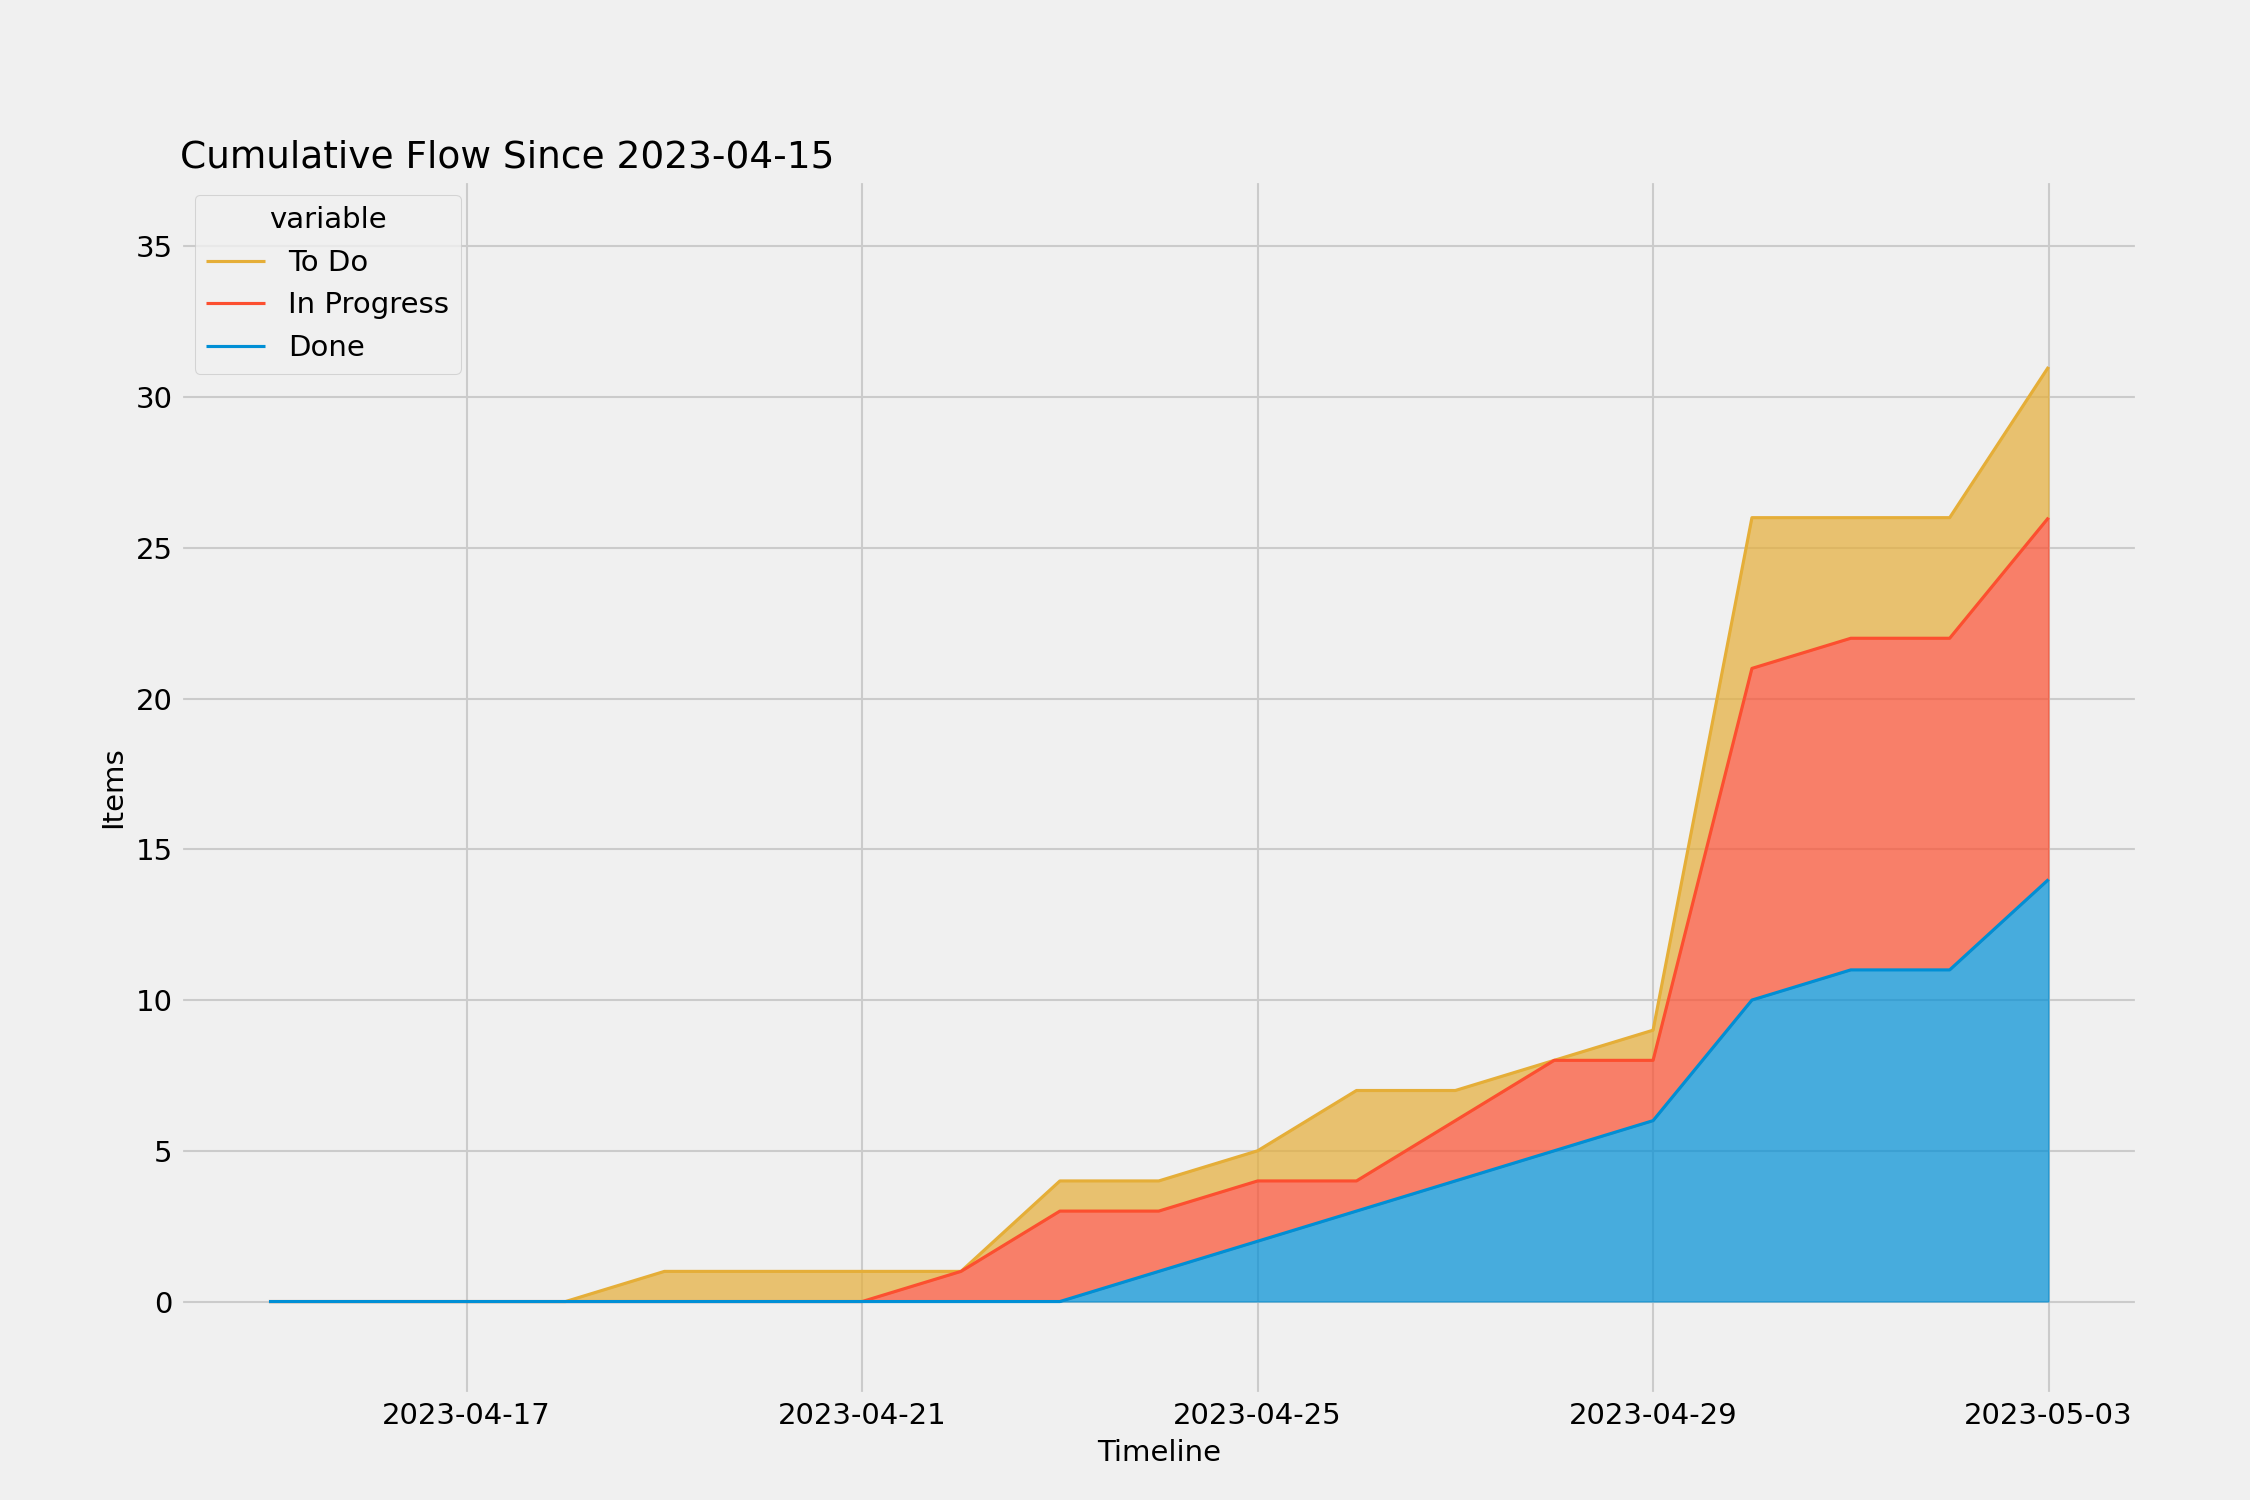 Cumulative Flow Since 2023-04-15
variable
To Do
In Progress
Done
35
30
25
20
15
10
5
0
Items
2023-04-17 2023-04-21 2023-04-25 2023-04-29 2023-05-03
Timeline